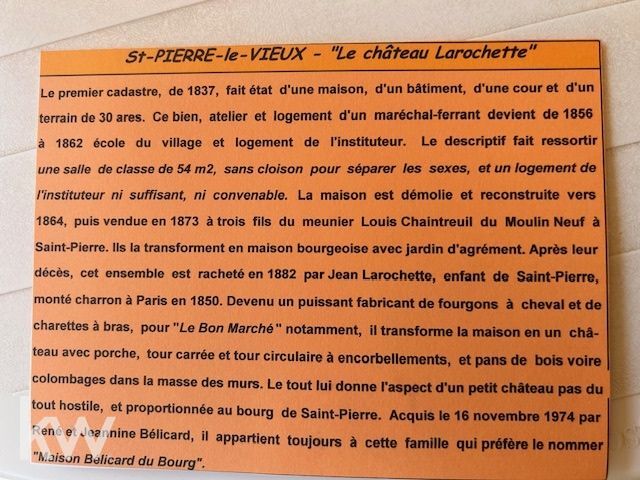 St-PIERRE-le-VIEUX - "Le château Larochette"
Le premier cadastre, de 1837, fait état d'une maison, d'un bâtiment, d'une cour et d'un
terrain de 30 ares. Ce bien, atelier et logement d'un maréchal-ferrant devient de 1856
à 1862 école du village et logement de l'instituteur. Le descriptif fait ressortir
une salle de classe de 54 m2, sans cloison pour séparer les sexes, et un logement de
l'instituteur ni suffisant, ni convenable. La maison est démolie et reconstruite vers
1864, puis vendue en 1873 à trois fils du meunier Louis Chaintreuil du Moulin Neuf à
Saint-Pierre. Ils la transforment en maison bourgeoise avec jardin d'agrément. Après leur
décès, cet ensemble est racheté en 1882 par Jean Larochette, enfant de Saint-Pierre,
monté charron à Paris en 1850. Devenu un puissant fabricant de fourgons à cheval et de
charettes à bras, pour "Le Bon Marché" notamment, il transforme la maison en un châ-
teau avec porche, tour carrée et tour circulaire à encorbellements, et pans de bois voire
colombages dans la masse des murs. Le tout lui donne l'aspect d'un petit château pas du
tout hostile, et proportionnée au bourg de Saint-Pierre. Acquis le 16 novembre 1974 par
René et Jeannine Bélicard, il appartient toujours à cette famille qui préfère le nommer
"Maison Bélicard du Bourg".
KW